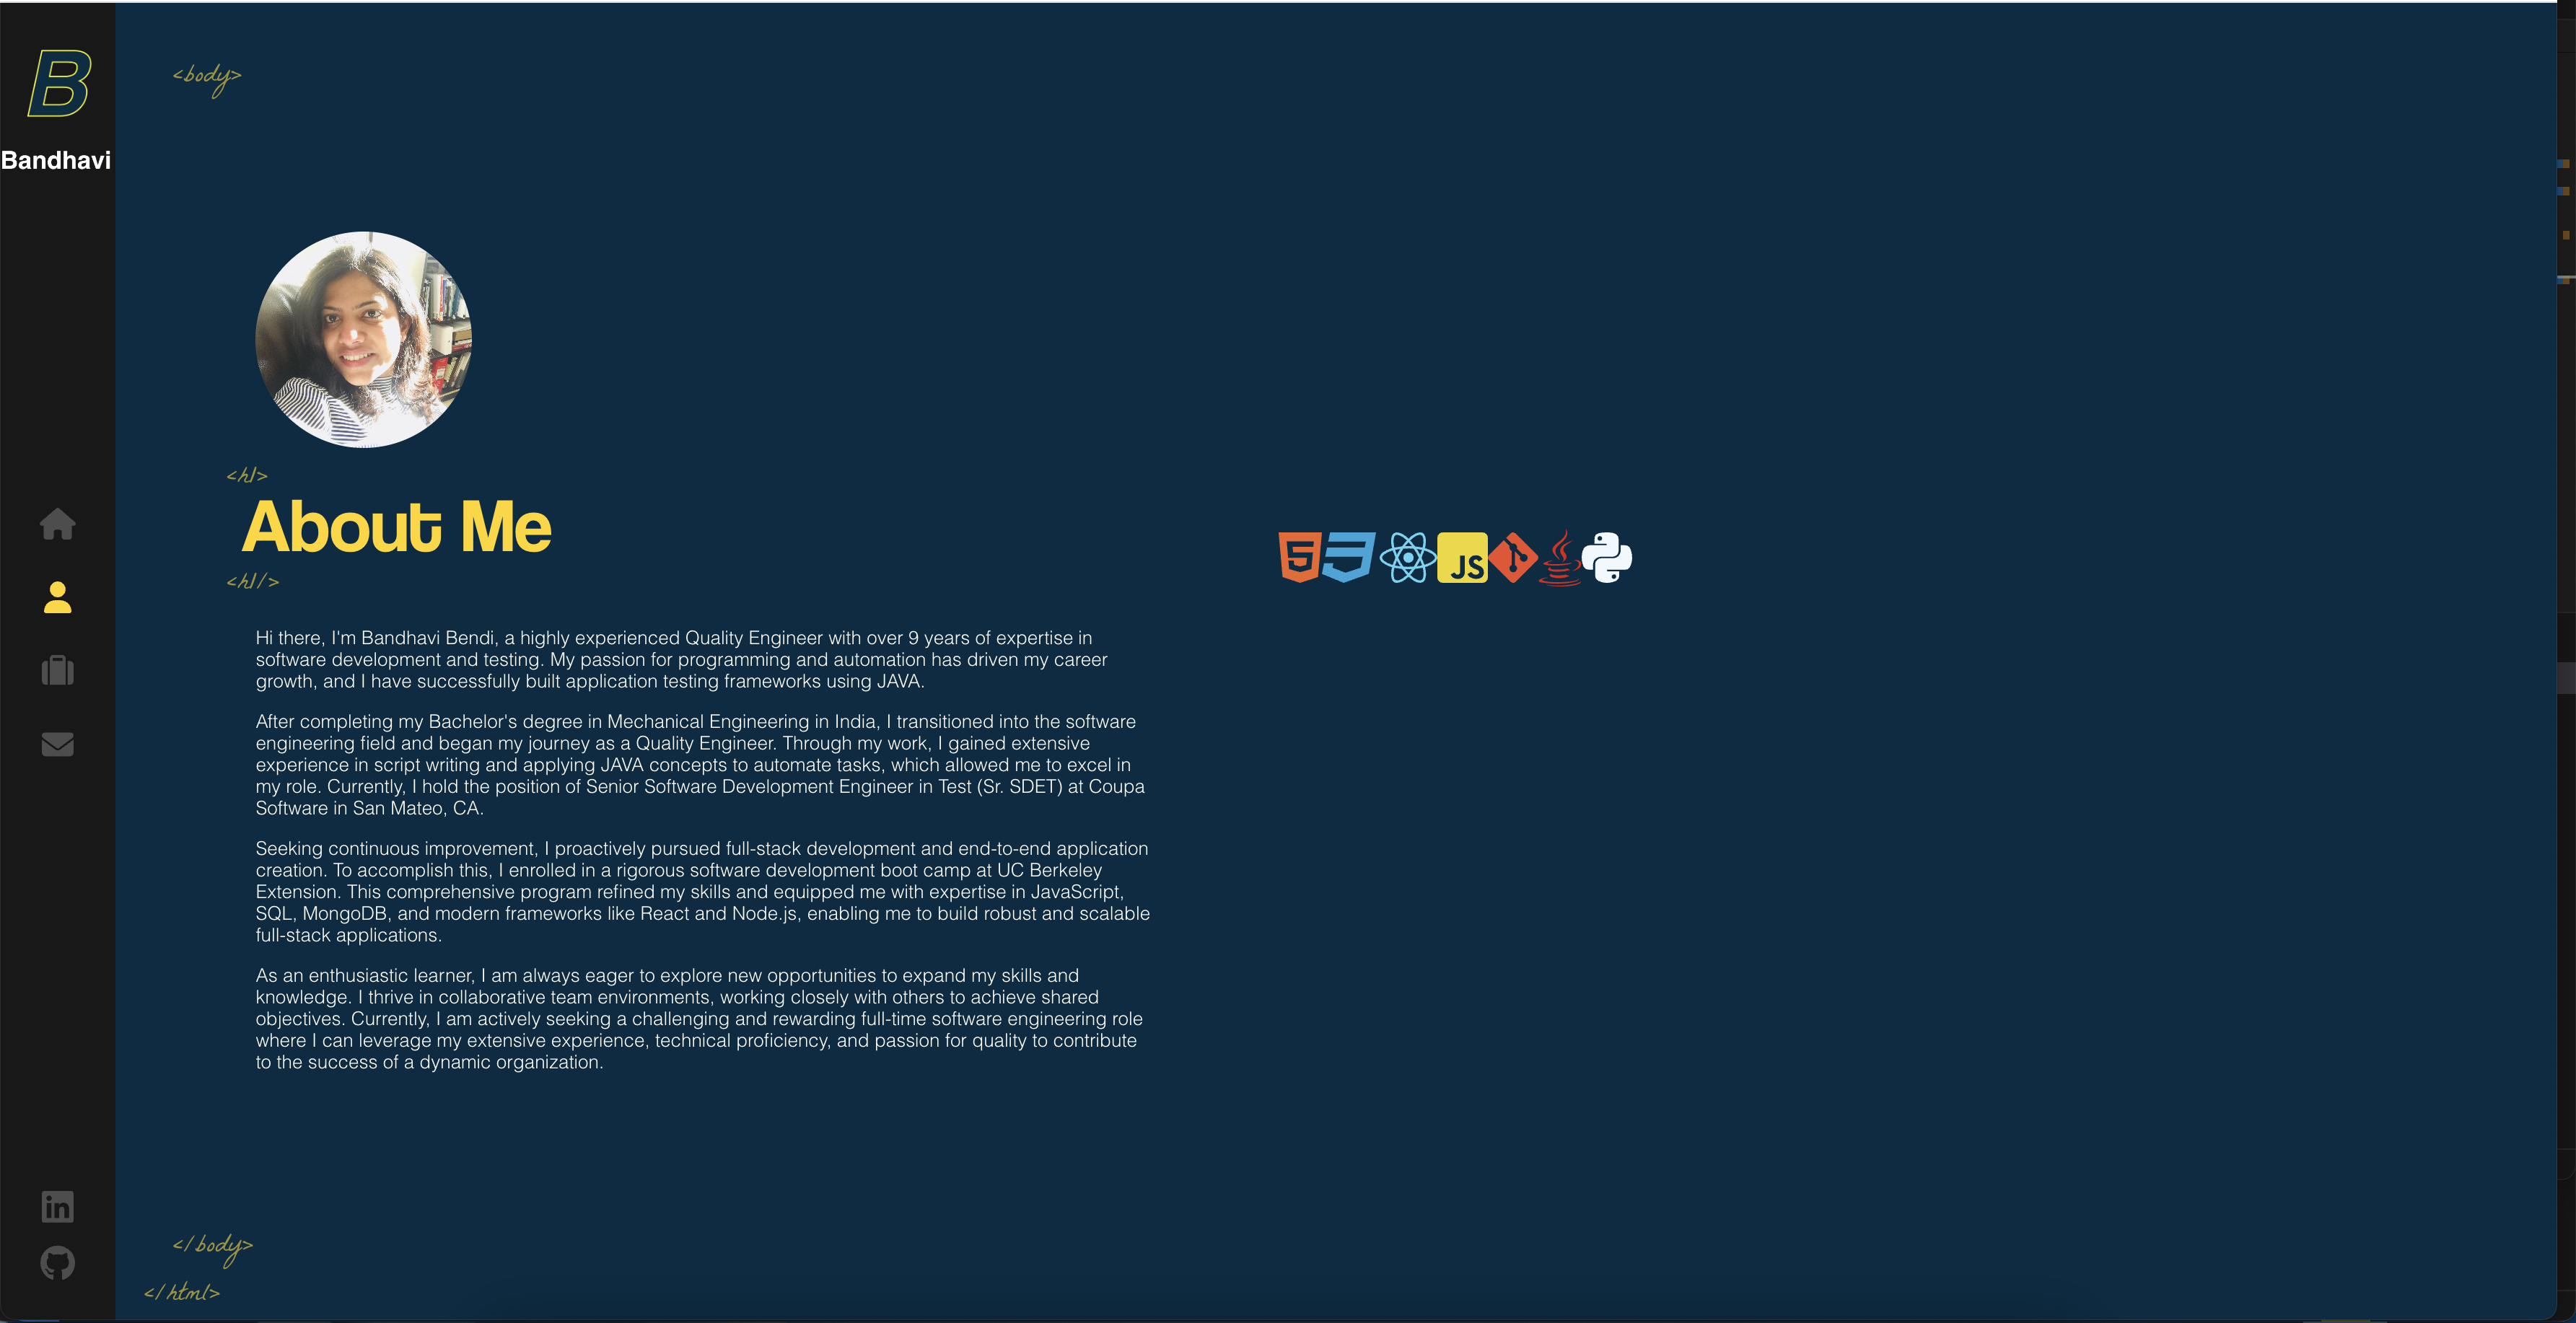 B
Bandhavi
<body>
<h1>
About Me
<h1/>
JS
Hi there, I'm Bandhavi Bendi, a highly experienced Quality Engineer with over 9 years of expertise in
software development and testing. My passion for programming and automation has driven my career
growth, and I have successfully built application testing frameworks using JAVA.
After completing my Bachelor's degree in Mechanical Engineering in India, I transitioned into the software
engineering field and began my journey as a Quality Engineer. Through my work, I gained extensive
experience in script writing and applying JAVA concepts to automate tasks, which allowed me to excel in
my role. Currently, I hold the position of Senior Software Development Engineer in Test (Sr. SDET) at Coupa
Software in San Mateo, CA.
Seeking continuous improvement, I proactively pursued full-stack development and end-to-end application
creation. To accomplish this, I enrolled in a rigorous software development boot camp at UC Berkeley
Extension. This comprehensive program refined my skills and equipped me with expertise in JavaScript,
SQL, MongoDB, and modern frameworks like React and Node.js, enabling me to build robust and scalable
full-stack applications.
As an enthusiastic learner, I am always eager to explore new opportunities to expand my skills and
knowledge. I thrive in collaborative team environments, working closely with others to achieve shared
objectives. Currently, I am actively seeking a challenging and rewarding full-time software engineering role
where I can leverage my extensive experience, technical proficiency, and passion for quality to contribute
to the success of a dynamic organization.
in
</body>
</html>